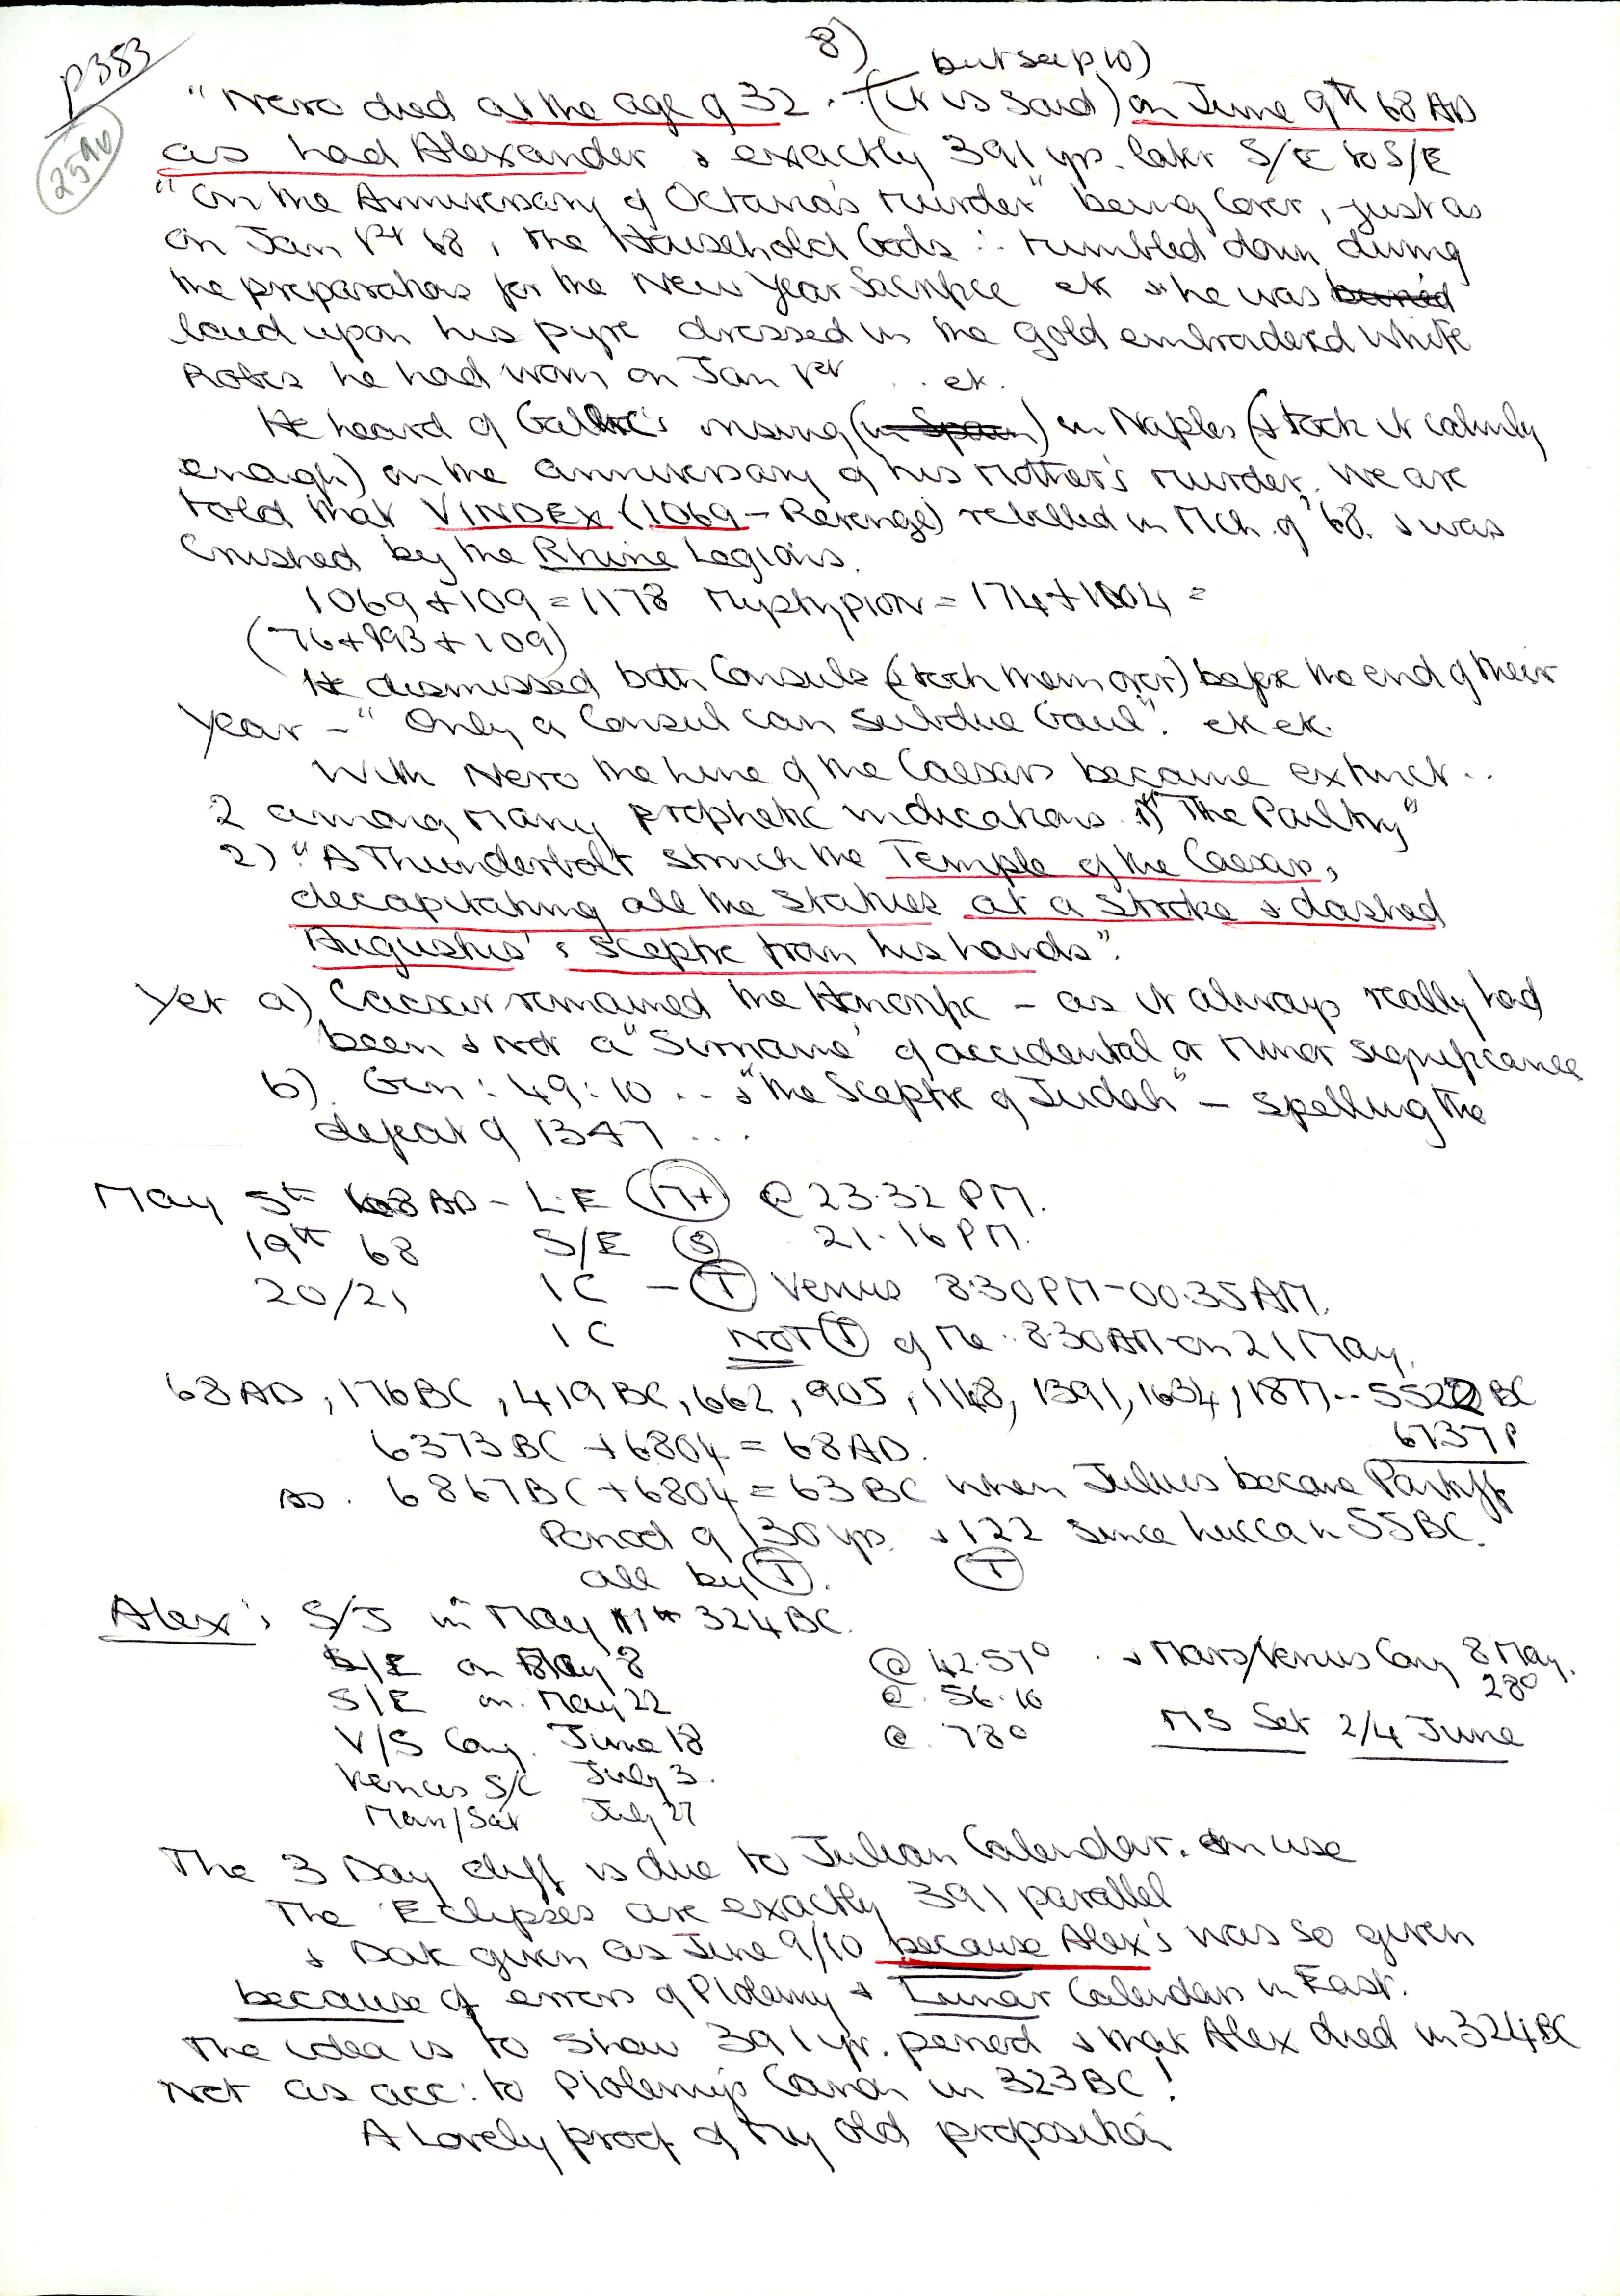 8)
p383
but see p10)
259v
"Nero died at the age of 32 . (it is said) on June 9th 68 AD
as had Alexander & exactly 391 yrs. later S/E to S/E
"on the Anniversary of Octavia's murder" being Cover, just as
on Jan 1st 68, the Household Gods ∴ tumbled down during
the preparations for the New Year Sacrifice etc & he was buried
laid upon his pyre dressed in the gold embroidered white
Robes he had worn on Jan 1st .. etc.
He heard of Gallic's rising (in Spain) in Naples (& took it calmly
enough) on the anniversary of his Mother's murder. We are
told that VINDEX (1069 - Revenge) rebelled in Mch. of '68. & was
crushed by the Rhine Legions.
1069 + 109 = 1178 = 174 + 1004 =
(76 + 993 + 109)
He dismissed both Consuls (& took them over) before the end of their
Year - "Only a Consul can subdue Gaul". etc etc.
With Nero the Line of the Caesars became extinct ..
2 among many prophetic indications. 1) "The Poultry"
2) "A Thunderbolt struck the Temple of the Caesars,
decapitating all the statues at a stroke & dashed
Augustus's sceptre from his hands".
Yet a) Caesar remained the Honorific - as it always really had
been & not a "Surname" of accidental or minor significance
b). Gen: 49:10 ... & "the Sceptre of Judah" - spelling the
defeat of 1347 ...
May 5th 68 AD - L.E (M+) @ 23.32 PM.
19th 68 S/E (S) 21.16 PM.
20/21 IC - (T) Venus 8.30 PM - 00.35 AM.
IC NOT (T) of Me. 8.30 AM on 21 May.
68 AD, 176 BC, 419 BC, 662, 905, 1148, 1391, 1634, 1877 .. 5522 BC
6373 BC + 6804 = 68 AD. 6737 P
as. 6867 BC + 6804 = 63 BC when Julius became Pontiff
Period of 130 yrs. & 122 since in 55 BC.
all by (T). (T)
Alex's S/J in May 11th 324 BC.
L/E on May 8 @ 42.57° . & Mars/Venus Conj 8 May.
S/E on. May 22 @. 56.16 28°
V/S Conj. June 18 @. 78° MS Set 2/4 June
Venus S/C July 3.
Mars/Sat July 27
The 3 Day diff is due to Julian Calendar. in use
The Eclipses are exactly 391 parallel
& Date given as June 9/10 because Alex's was so given
because of errors of Ptolemy & Lunar Calendars in East.
The idea is to show 391 yr. period & that Alex died in 324 BC
Not as acc: to Ptolemy's Canon in 323 BC!
A Lovely proof of my old proposition